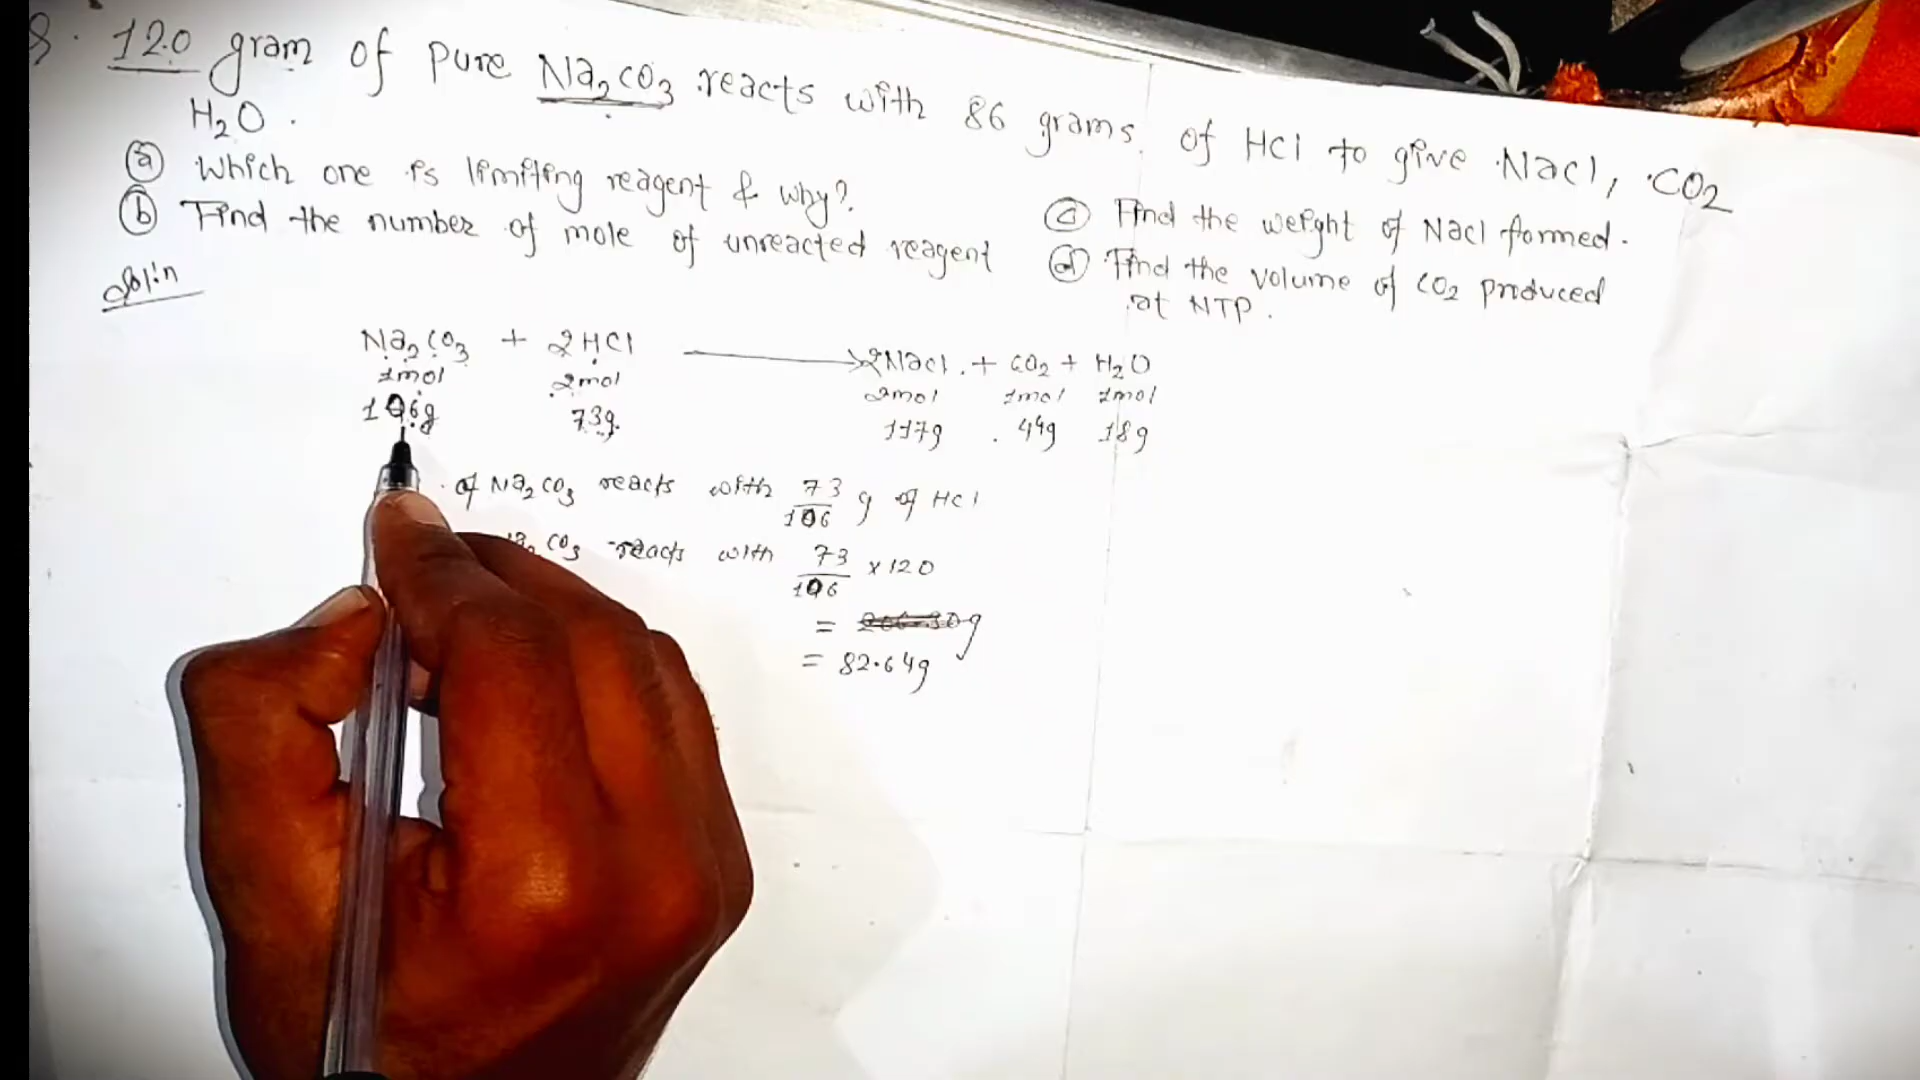 Q. 120 gram of pure Na₂CO₃ reacts with 86 grams of HCl to give NaCl, CO₂
H₂O.
ⓐ Which one is limiting reagent & why?
ⓑ Find the number of mole of unreacted reagent
ⓒ Find the weight of NaCl formed.
ⓓ Find the volume of CO₂ produced
at NTP.
Sol:n
Na₂CO₃ + 2HCl ⟶ 2NaCl + CO₂ + H₂O
1mol 2mol 2mol 1mol 1mol
106g 73g 117g 44g 18g
of Na₂CO₃ reacts with 73/106 g of HCl
CO₃ reacts with 73/106 × 120
= g
= 82.64g